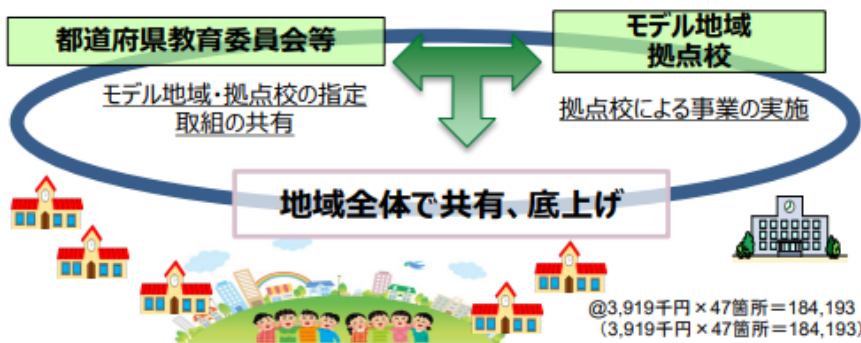 都道府県教育委員会等
モデル地域
拠点校
モデル地域・拠点校の指定
取組の共有
拠点校による事業の実施
地域全体で共有、底上げ
@3,919千円×47箇所＝184,193
（3,919千円×47箇所＝184,193）